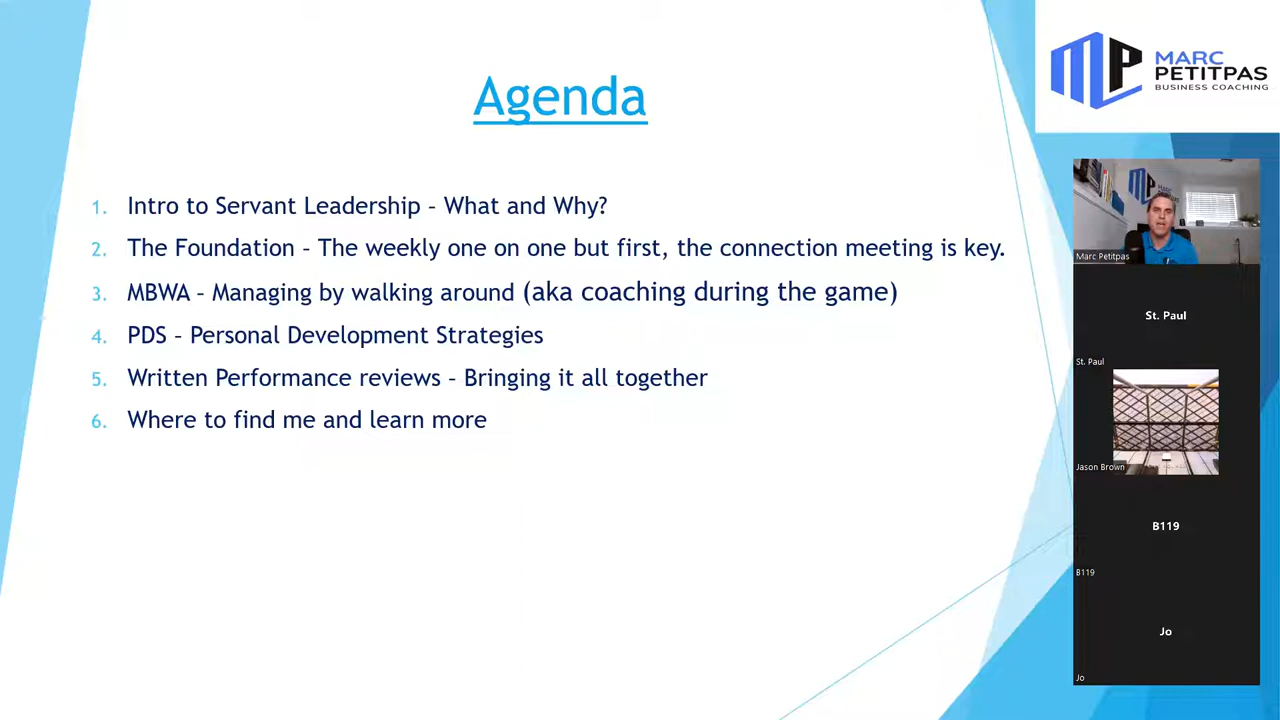 Agenda
1. Intro to Servant Leadership – What and Why?
2. The Foundation – The weekly one on one but first, the connection meeting is key.
3. MBWA – Managing by walking around (aka coaching during the game)
4. PDS – Personal Development Strategies
5. Written Performance reviews – Bringing it all together
6. Where to find me and learn more
MP
MARC
PETITPAS
BUSINESS COACHING
Marc Petitpas
St. Paul
St. Paul
Jason Brown
B119
B119
Jo
Jo